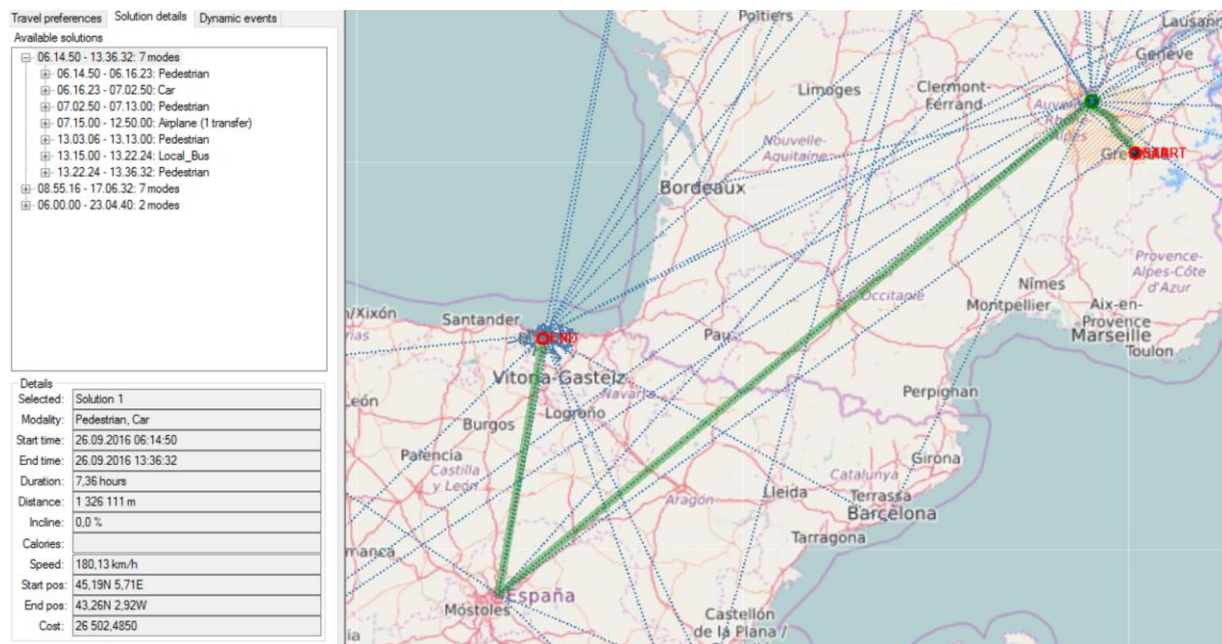 Travel preferences Solution details Dynamic events
Available solutions
06.14.50 - 13.36.32: 7 modes
06.14.50 - 06.16.23: Pedestrian
06.16.23 - 07.02.50: Car
07.02.50 - 07.13.00: Pedestrian
07.15.00 - 12.50.00: Airplane (1 transfer)
13.03.06 - 13.13.00: Pedestrian
13.15.00 - 13.22.24: Local_Bus
13.22.24 - 13.36.32: Pedestrian
08.55.16 - 17.06.32: 7 modes
06.00.00 - 23.04.40: 2 modes
Details
Selected: Solution 1
Modality: Pedestrian, Car
Start time: 26.09.2016 06:14:50
End time: 26.09.2016 13:36:32
Duration: 7,36 hours
Distance: 1 326 111 m
Incline: 0,0 %
Calories:
Speed: 180,13 km/h
Start pos: 45,19N 5,71E
End pos: 43,26N 2,92W
Cost: 26 502,4850
Poitiers
Lausann
Genève
Limoges
Clermont-
Ferrand
Nouvelle-
Aquitaine
Bordeaux
Provence-
Alpes-Côte
d'Azur
Nîmes
Occitanie
Montpellier
Aix-en-
Provence
Marseille
Toulon
n/Xixón
Santander
Pau
Vitoria-Gasteiz
Navarra
Perpignan
León
Logroño
Burgos
Palencia
Castilla
y León
Girona
Catalunya
Lleida
Terrassa
Aragón
Barcelona
Tarragona
manca
España
Móstoles
Castellón
de la Plana /